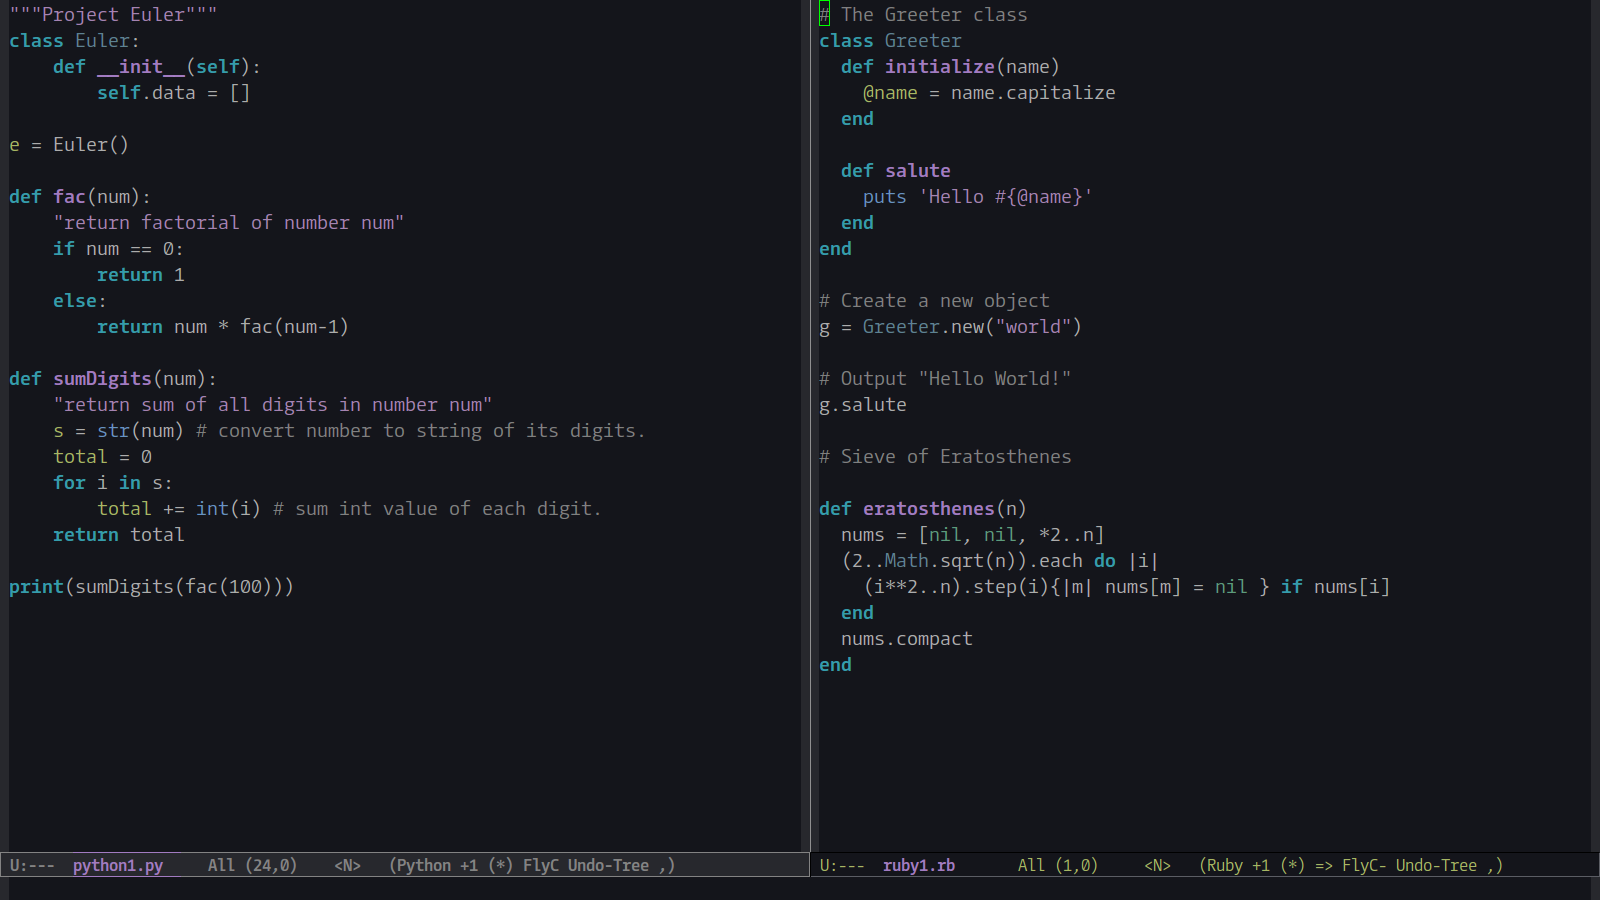 """Project Euler"""
class Euler:
    def __init__(self):
        self.data = []

e = Euler()

def fac(num):
    "return factorial of number num"
    if num == 0:
        return 1
    else:
        return num * fac(num-1)

def sumDigits(num):
    "return sum of all digits in number num"
    s = str(num) # convert number to string of its digits.
    total = 0
    for i in s:
        total += int(i) # sum int value of each digit.
    return total

print(sumDigits(fac(100)))
U:---  python1.py     All (24,0)    <N>   (Python +1 (*) FlyC Undo-Tree ,)
# The Greeter class
class Greeter
  def initialize(name)
    @name = name.capitalize
  end

  def salute
    puts 'Hello #{@name}'
  end
end

# Create a new object
g = Greeter.new("world")

# Output "Hello World!"
g.salute

# Sieve of Eratosthenes

def eratosthenes(n)
  nums = [nil, nil, *2..n]
  (2..Math.sqrt(n)).each do |i|
    (i**2..n).step(i){|m| nums[m] = nil } if nums[i]
  end
  nums.compact
end
U:---  ruby1.rb       All (1,0)     <N>   (Ruby +1 (*) => FlyC- Undo-Tree ,)